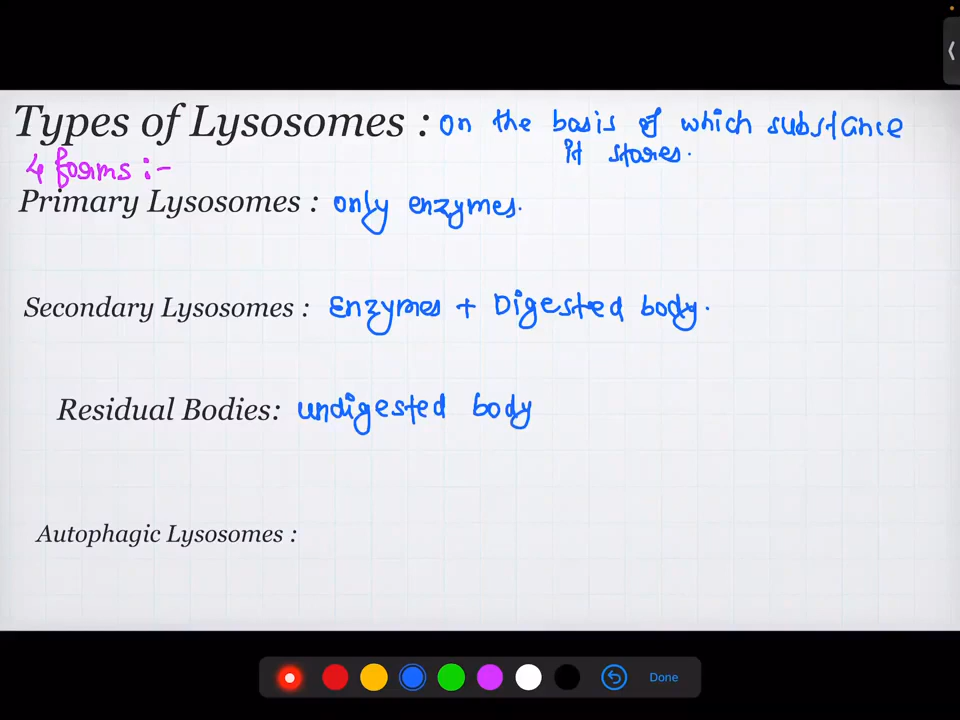 Types of Lysosomes : on the basis of which substance
it stores.
4 forms :-
Primary Lysosomes : only enzymes.
Secondary Lysosomes : Enzymes + Digested body.
Residual Bodies: undigested body
Autophagic Lysosomes :
Done